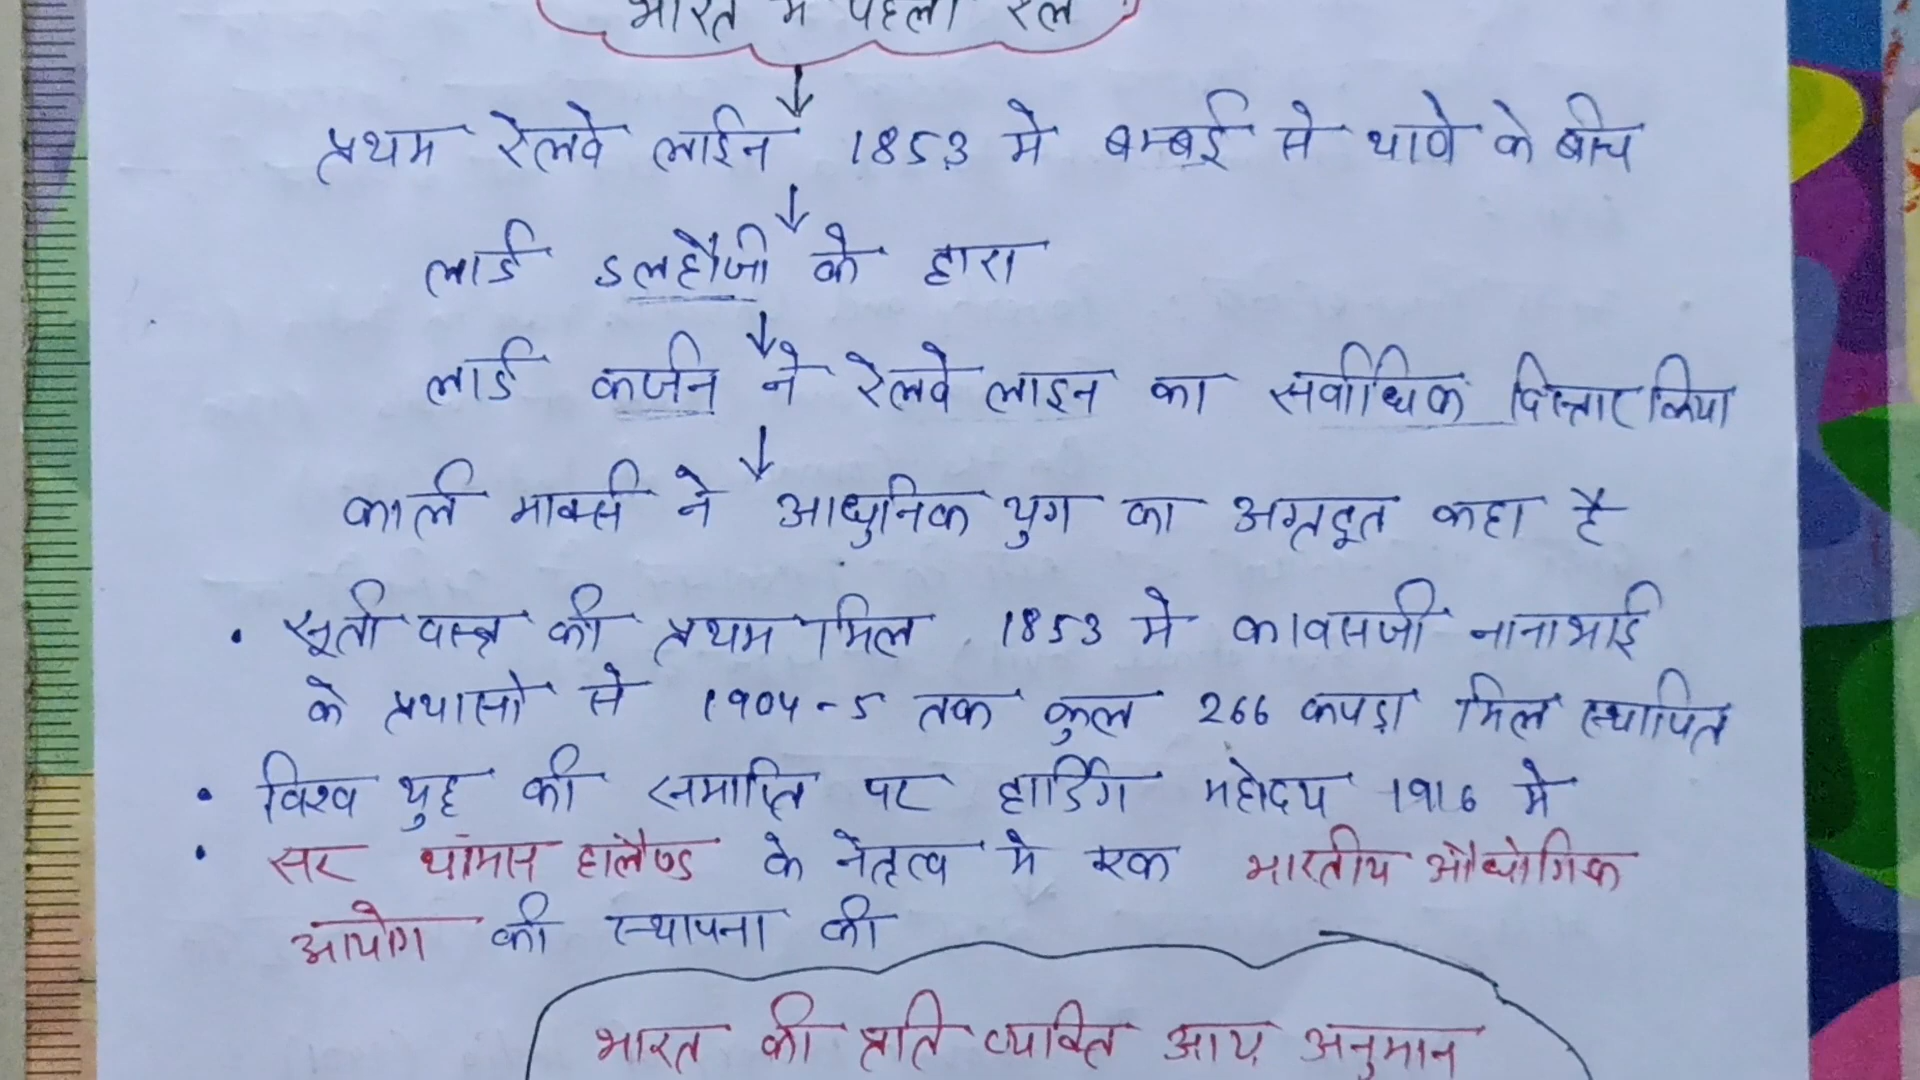 भारत में पहली रेल
प्रथम रेलवे लाईन 1853 मे बम्बई से थाणे के बीच
लार्ड डलहौजी के द्वारा
लार्ड कर्जन ने रेलवे लाइन का सर्वाधिक विस्तार किया
कार्ल मार्क्स ने आधुनिक युग का अग्रदूत कहा है
• सूती वस्त्र की प्रथम मिल 1853 मे कावसजी नानाभाई
के प्रयासो से 1904-5 तक कुल 266 कपड़ा मिल स्थापित
• विश्व युद्ध की समाप्ति पर हार्डिंग महोदय 1916 मे
• सर थॉमस हालैण्ड के नेतृत्व मे एक भारतीय औधोगिक
आयोग की स्थापना की
भारत की प्रति व्यक्ति आय अनुमान